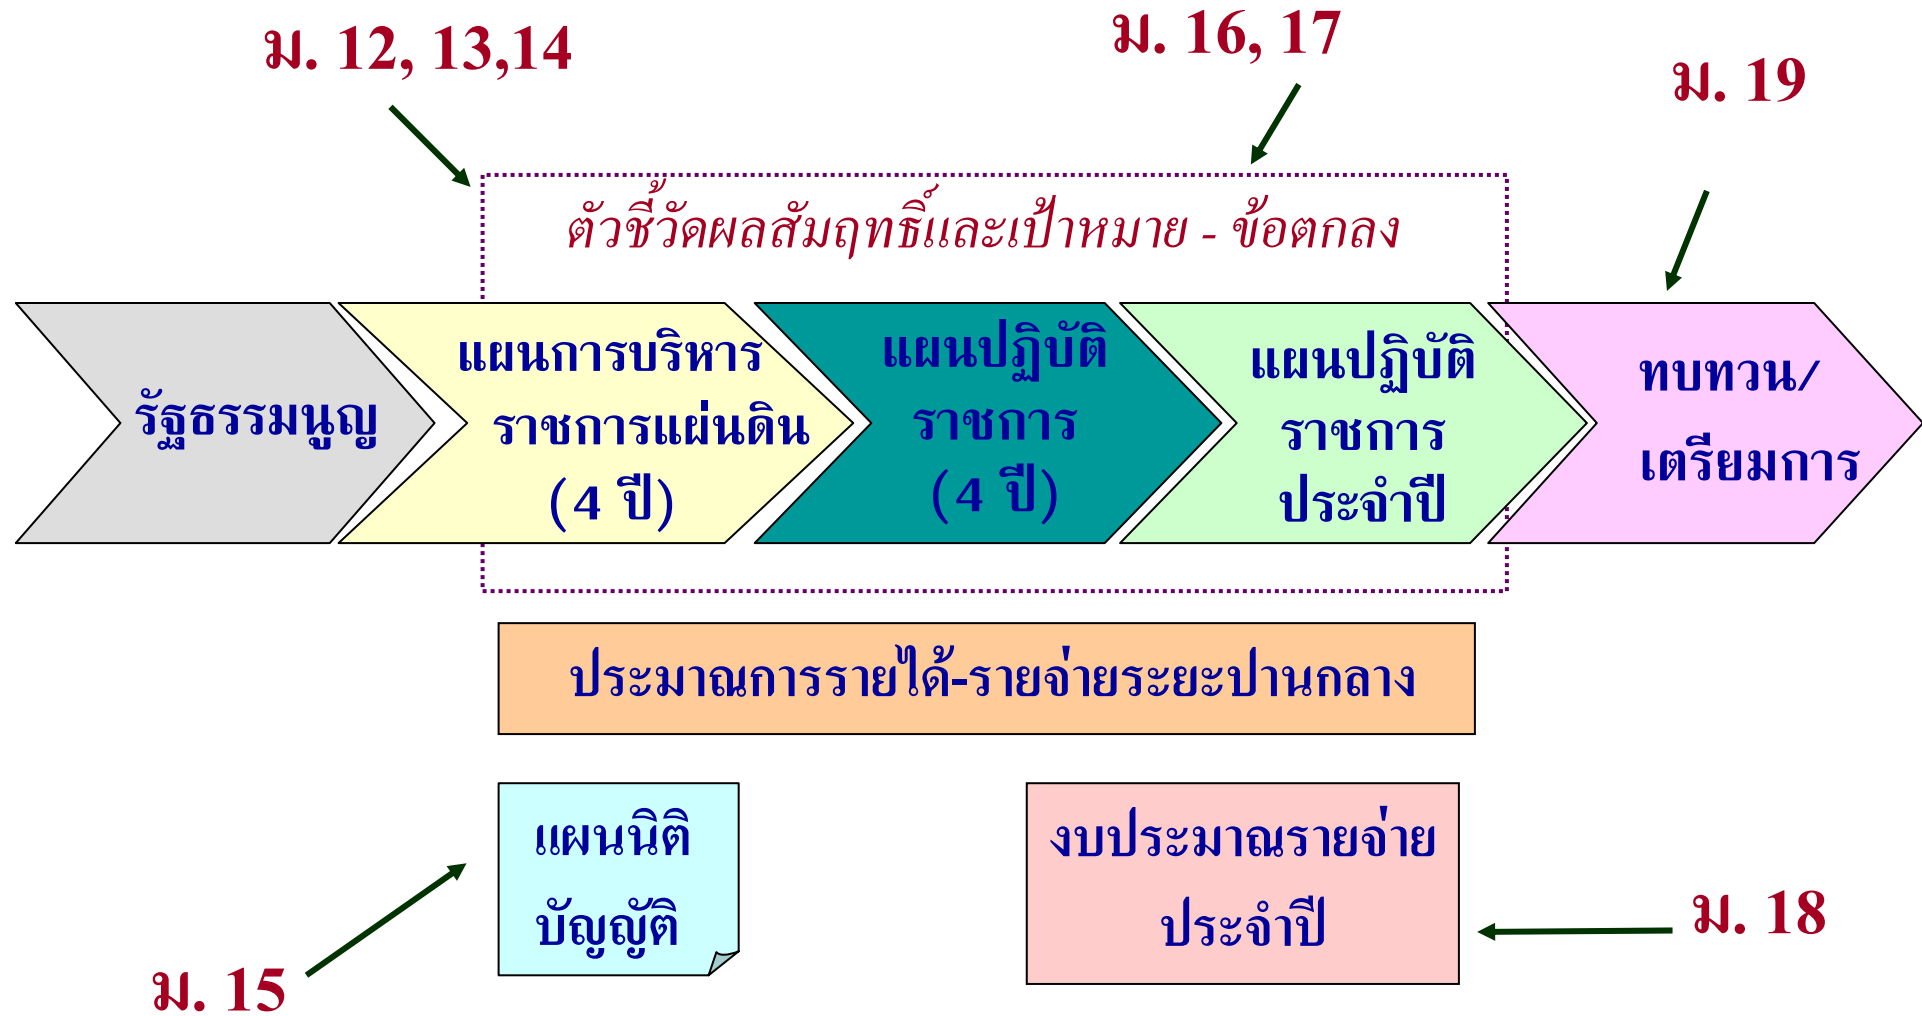 ม. 12, 13,14
ม. 16, 17
ม. 19
ตัวชี้วัดผลสัมฤทธิ์และเป้าหมาย - ข้อตกลง
รัฐธรรมนูญ
แผนการบริหาร
ราชการแผ่นดิน
(4 ปี)
แผนปฏิบัติ
ราชการ
(4 ปี)
แผนปฏิบัติ
ราชการ
ประจำปี
ทบทวน/
เตรียมการ
ประมาณการรายได้-รายจ่ายระยะปานกลาง
แผนนิติ
บัญญัติ
งบประมาณรายจ่าย
ประจำปี
ม. 18
ม. 15